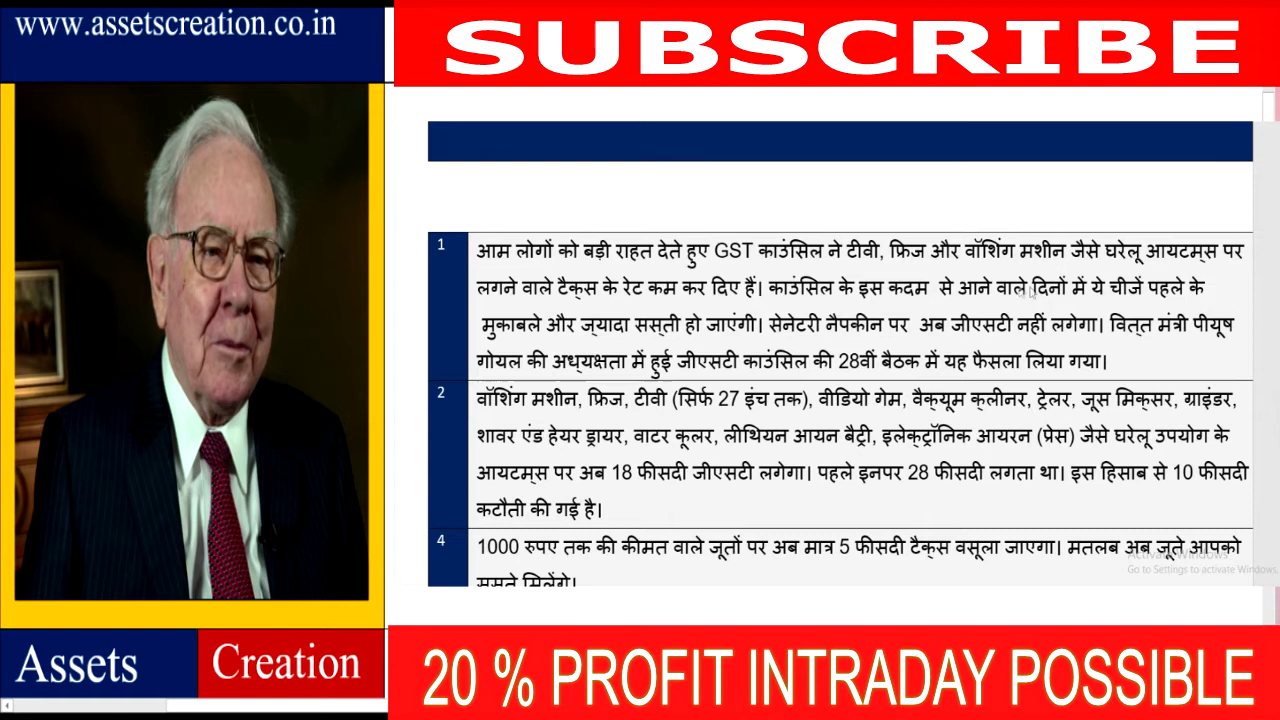 www.assetscreation.co.in
SUBSCRIBE
1
आम लोगों को बड़ी राहत देते हुए GST काउंसिल ने टीवी, फ्रिज और वॉशिंग मशीन जैसे घरेलू आयटम्स पर
लगने वाले टैक्स के रेट कम कर दिए हैं। काउंसिल के इस कदम से आने वाले दिनों में ये चीजें पहले के
मुकाबले और ज्यादा सस्ती हो जाएंगी। सेनेटरी नैपकीन पर अब जीएसटी नहीं लगेगा। वित्त मंत्री पीयूष
गोयल की अध्यक्षता में हुई जीएसटी काउंसिल की 28वीं बैठक में यह फैसला लिया गया।
2
वॉशिंग मशीन, फ्रिज, टीवी (सिर्फ 27 इंच तक), वीडियो गेम, वैक्यूम क्लीनर, ट्रेलर, जूस मिक्सर, ग्राइंडर,
शावर एंड हेयर ड्रायर, वाटर कूलर, लीथियन आयन बैट्री, इलेक्ट्रॉनिक आयरन (प्रेस) जैसे घरेलू उपयोग के
आयटम्स पर अब 18 फीसदी जीएसटी लगेगा। पहले इनपर 28 फीसदी लगता था। इस हिसाब से 10 फीसदी
कटौती की गई है।
4
1000 रुपए तक की कीमत वाले जूतों पर अब मात्र 5 फीसदी टैक्स वसूला जाएगा। मतलब अब जूते आपको
सस्ते मिलेंगे।
Activate Windows
Go to Settings to activate Windows.
Assets Creation
20 % PROFIT INTRADAY POSSIBLE